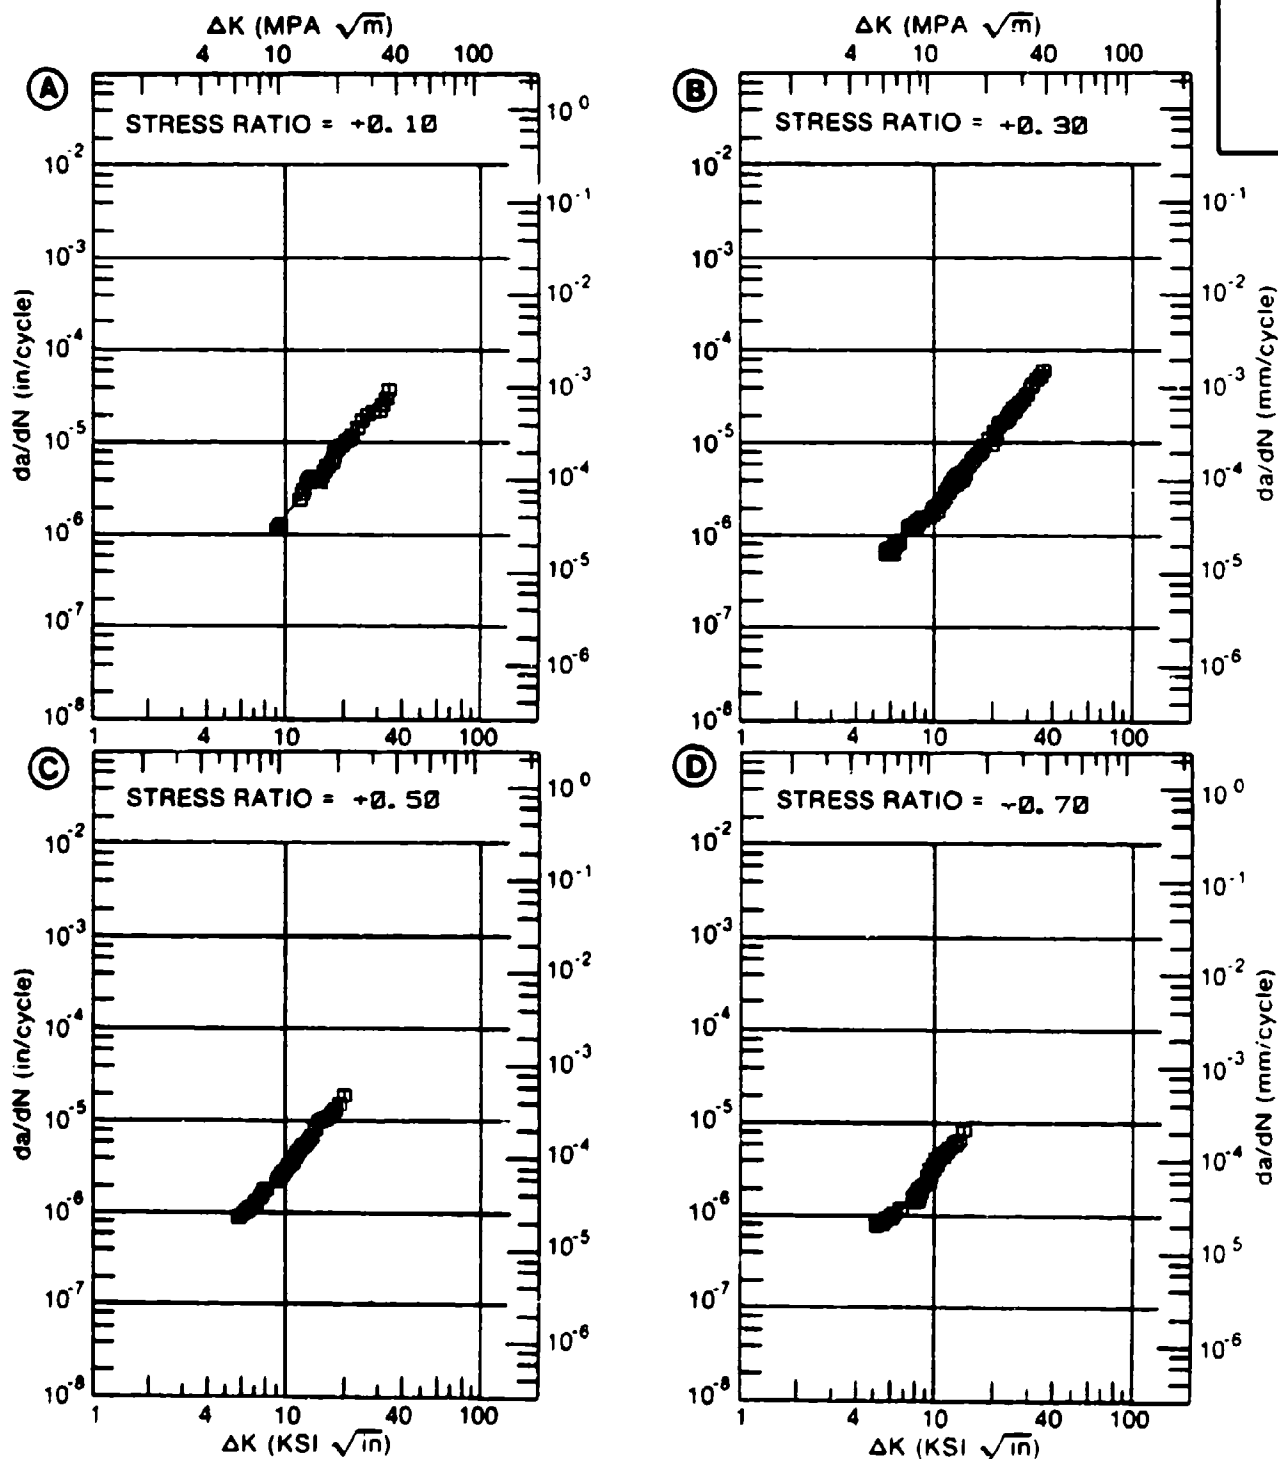 ΔK (MPA √m) ΔK (MPA √m)
4 10 40 100 4 10 40 100
A B
STRESS RATIO = +0.10 STRESS RATIO = +0.30
10⁰
10⁻² 10⁻²
10⁻¹ 10⁻¹
10⁻³ 10⁻³
10⁻² 10⁻²
10⁻⁴ 10⁻⁴
10⁻³ 10⁻³
10⁻⁵ 10⁻⁵
10⁻⁴ 10⁻⁴
10⁻⁶ 10⁻⁶
10⁻⁵ 10⁻⁵
10⁻⁷ 10⁻⁷
10⁻⁶ 10⁻⁶
10⁻⁸ 10⁻⁸
da/dN (in/cycle) da/dN (mm/cycle)
1 4 10 40 100 1 4 10 40 100
C D
STRESS RATIO = +0.50 STRESS RATIO = -0.70
10⁰ 10⁰
10⁻² 10⁻²
10⁻¹ 10⁻¹
10⁻³ 10⁻³
10⁻² 10⁻²
10⁻⁴ 10⁻⁴
10⁻³ 10⁻³
10⁻⁵ 10⁻⁵
10⁻⁴ 10⁻⁴
10⁻⁶ 10⁻⁶
10⁻⁵ 10⁻⁵
10⁻⁷ 10⁻⁷
10⁻⁶ 10⁻⁶
10⁻⁸ 10⁻⁸
da/dN (in/cycle) da/dN (mm/cycle)
1 4 10 40 100 1 4 10 40 100
ΔK (KSI √in) ΔK (KSI √in)